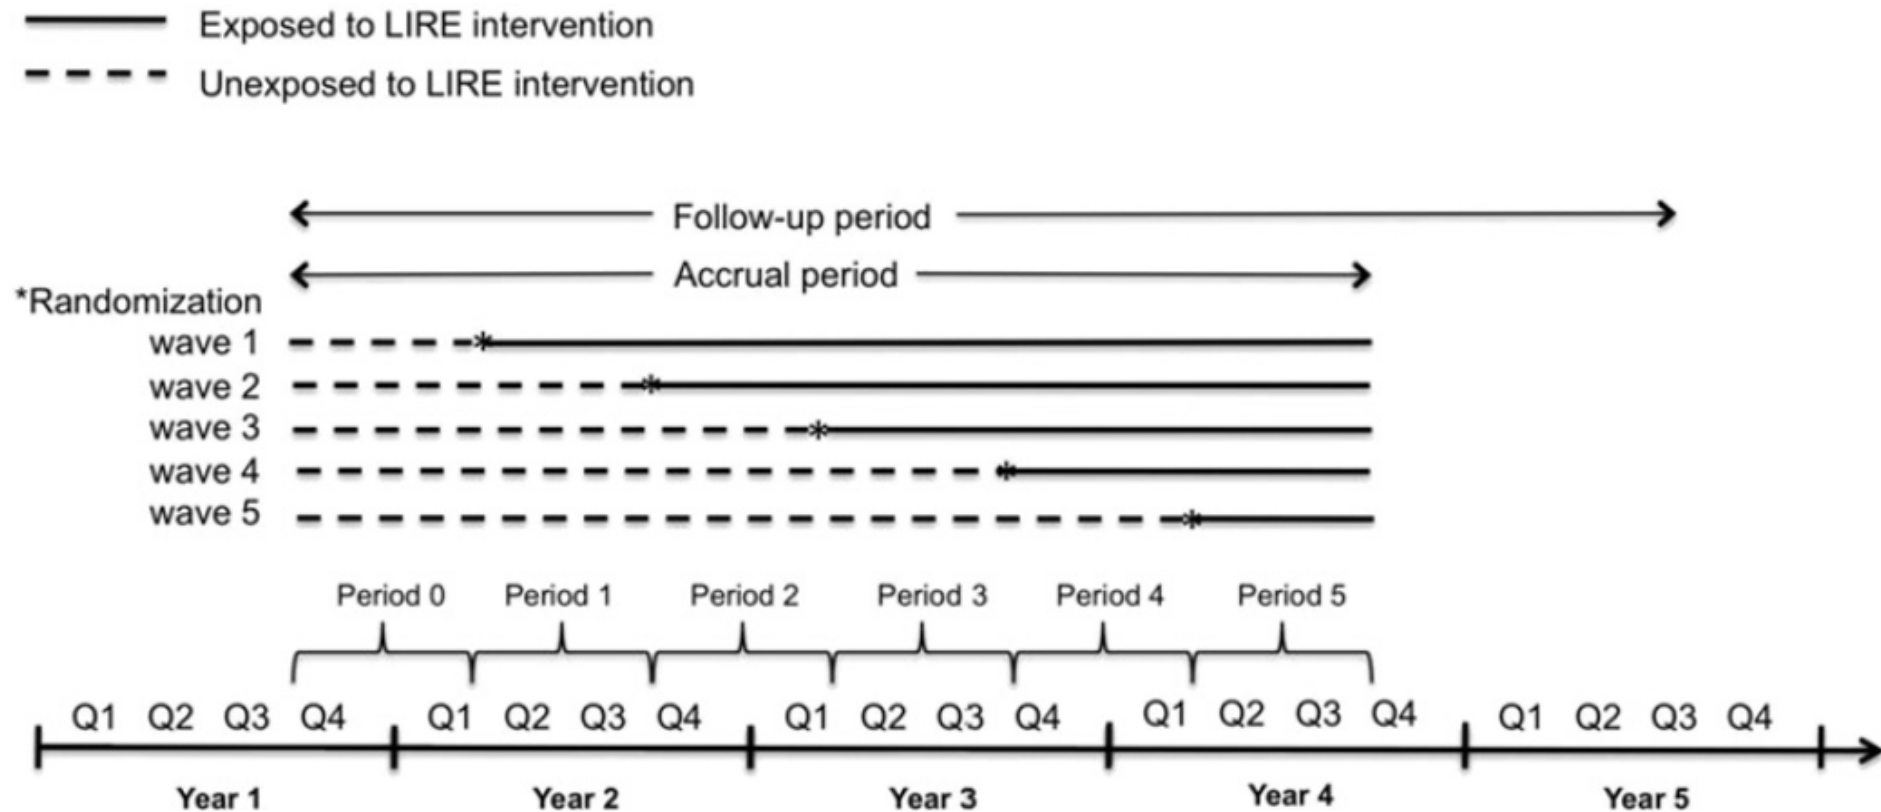 Exposed to LIRE intervention
Unexposed to LIRE intervention
Follow-up period
Accrual period
*Randomization
wave 1
wave 2
wave 3
wave 4
wave 5
Period 0 Period 1 Period 2 Period 3 Period 4 Period 5
Q1 Q2 Q3 Q4 Q1 Q2 Q3 Q4 Q1 Q2 Q3 Q4 Q1 Q2 Q3 Q4 Q1 Q2 Q3 Q4
Year 1 Year 2 Year 3 Year 4 Year 5